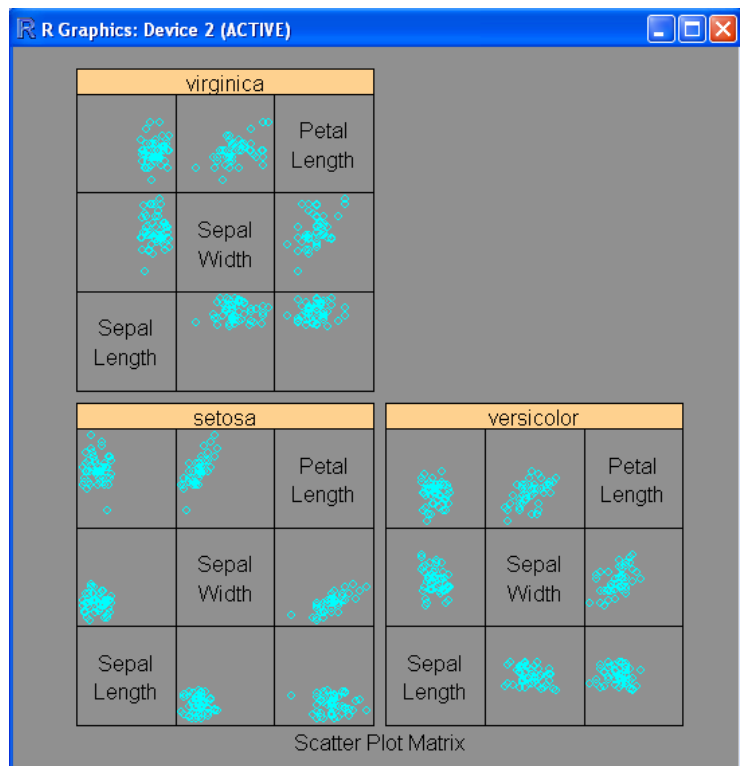 R Graphics: Device 2 (ACTIVE)
virginica
Petal
Length
Sepal
Width
Sepal
Length
setosa
Petal
Length
Sepal
Width
Sepal
Length
versicolor
Petal
Length
Sepal
Width
Sepal
Length
Scatter Plot Matrix